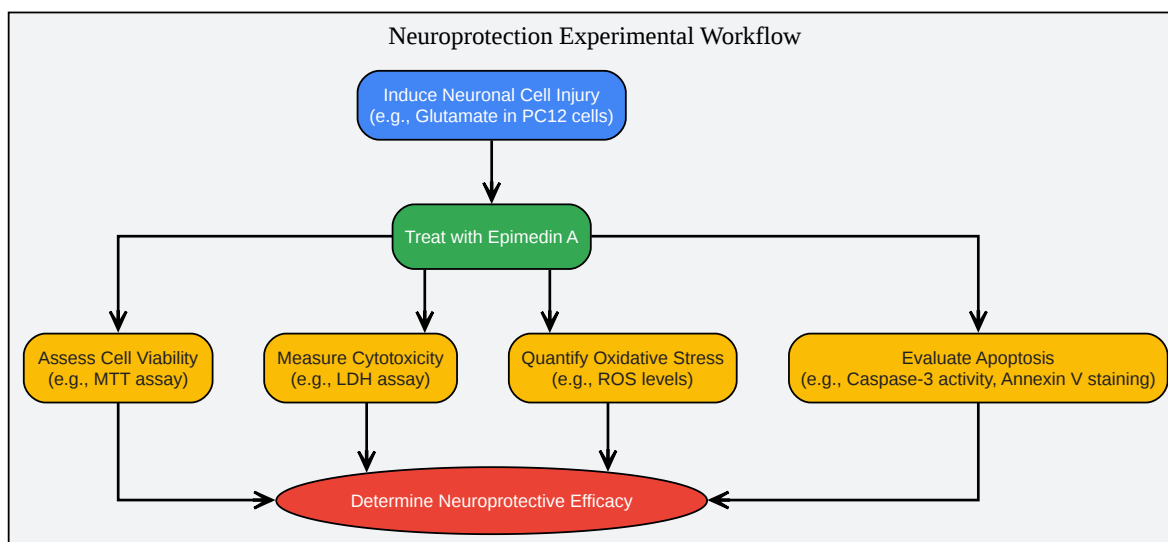 Neuroprotection Experimental Workflow
Induce Neuronal Cell Injury
(e.g., Glutamate in PC12 cells)
Treat with Epimedin A
Assess Cell Viability
(e.g., MTT assay)
Measure Cytotoxicity
(e.g., LDH assay)
Quantify Oxidative Stress
(e.g., ROS levels)
Evaluate Apoptosis
(e.g., Caspase-3 activity, Annexin V staining)
Determine Neuroprotective Efficacy